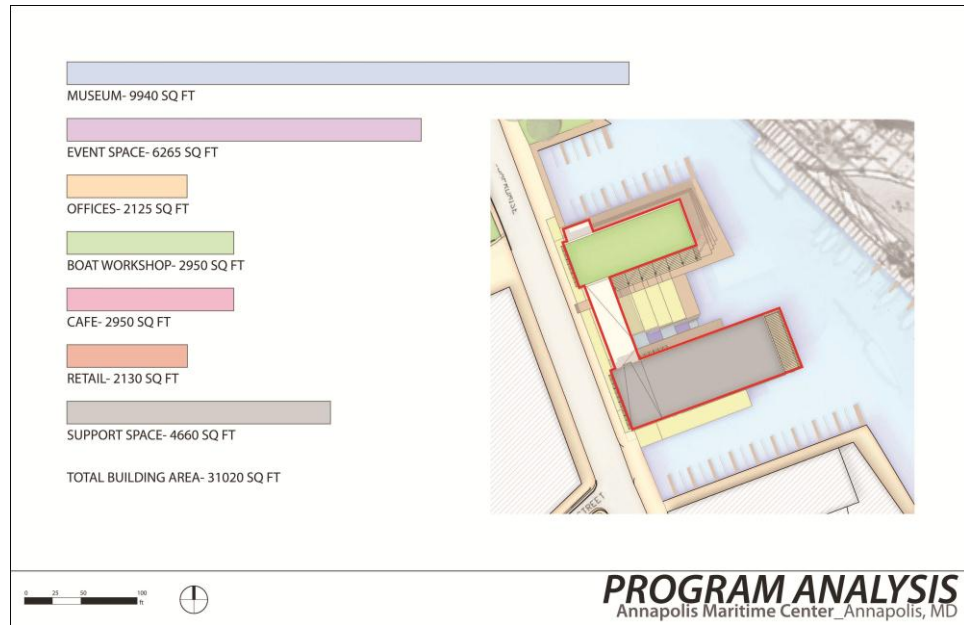 MUSEUM- 9940 SQ FT
EVENT SPACE- 6265 SQ FT
OFFICES- 2125 SQ FT
BOAT WORKSHOP- 2950 SQ FT
CAFE- 2950 SQ FT
RETAIL- 2130 SQ FT
SUPPORT SPACE- 4660 SQ FT
TOTAL BUILDING AREA- 31020 SQ FT
STREET
0 25 50 100
ft
PROGRAM ANALYSIS
Annapolis Maritime Center_Annapolis, MD